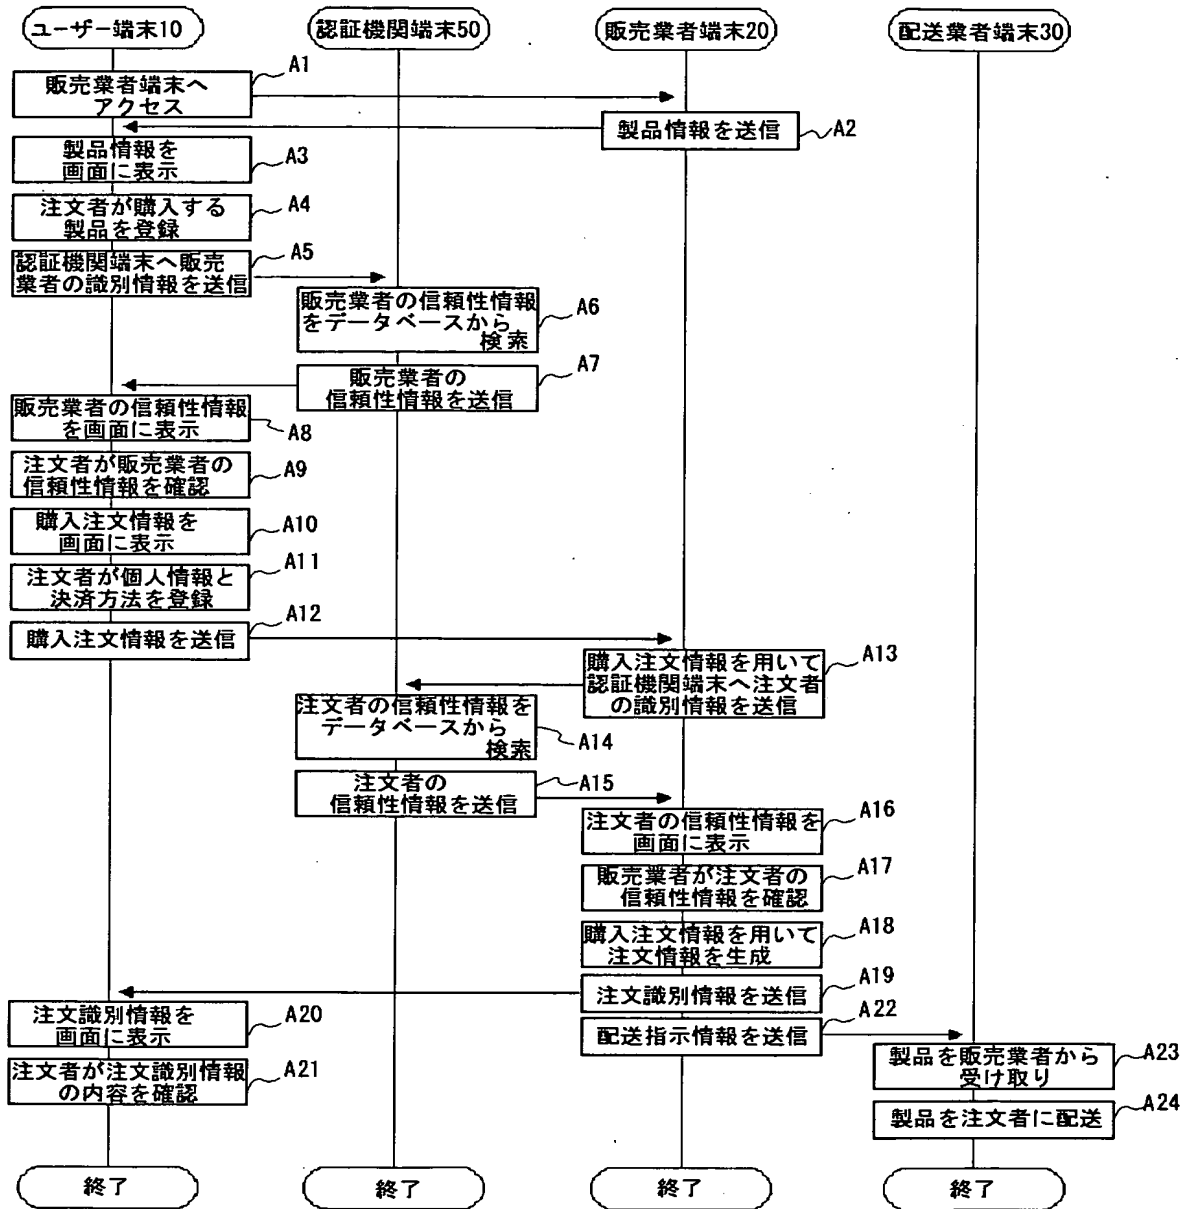 ユーザー端末10
認証機関端末50
販売業者端末20
配送業者端末30
販売業者端末へ
アクセス
A1
製品情報を送信
A2
製品情報を
画面に表示
A3
注文者が購入する
製品を登録
A4
認証機関端末へ販売
業者の識別情報を送信
A5
販売業者の信頼性情報
をデータベースから
検索
A6
販売業者の
信頼性情報を送信
A7
販売業者の信頼性情報
を画面に表示
A8
注文者が販売業者の
信頼性情報を確認
A9
購入注文情報を
画面に表示
A10
注文者が個人情報と
決済方法を登録
A11
購入注文情報を送信
A12
購入注文情報を用いて
認証機関端末へ注文者
の識別情報を送信
A13
注文者の信頼性情報を
データベースから
検索
A14
注文者の
信頼性情報を送信
A15
注文者の信頼性情報を
画面に表示
A16
販売業者が注文者の
信頼性情報を確認
A17
購入注文情報を用いて
注文情報を生成
A18
注文識別情報を送信
A19
注文識別情報を
画面に表示
A20
注文者が注文識別情報
の内容を確認
A21
配送指示情報を送信
A22
製品を販売業者から
受け取り
A23
製品を注文者に配送
A24
終了
終了
終了
終了